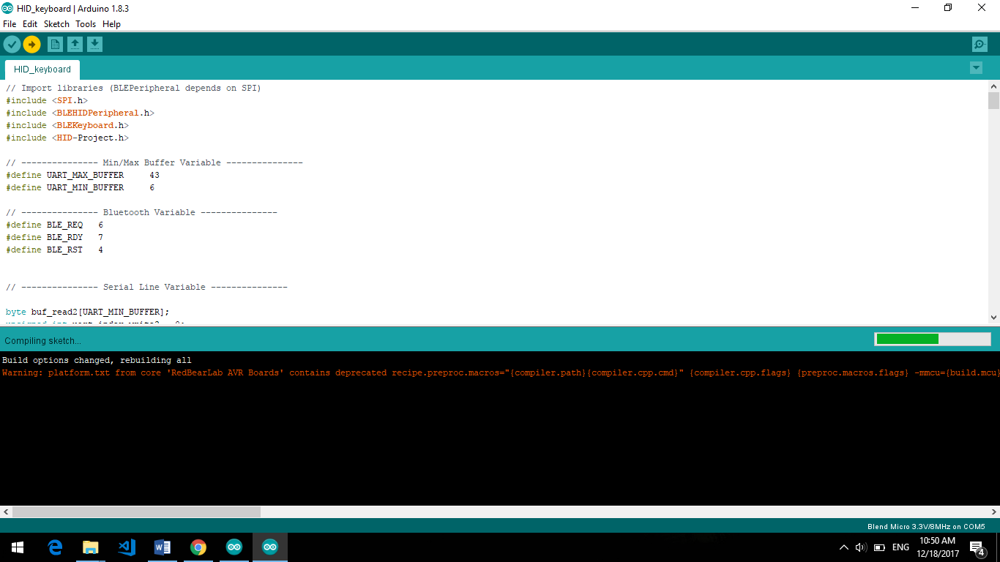 HID_keyboard | Arduino 1.8.3
File Edit Sketch Tools Help
HID_keyboard
// Import libraries (BLEPeripheral depends on SPI)
#include <SPI.h>
#include <BLEHIDPeripheral.h>
#include <BLEKeyboard.h>
#include <HID-Project.h>
// --------------- Min/Max Buffer Variable ---------------
#define UART_MAX_BUFFER     43
#define UART_MIN_BUFFER     6
// --------------- Bluetooth Variable ---------------
#define BLE_REQ   6
#define BLE_RDY   7
#define BLE_RST   4
// --------------- Serial Line Variable ---------------
byte buf_read2[UART_MIN_BUFFER];
Compiling sketch...
Build options changed, rebuilding all
Warning: platform.txt from core 'RedBearLab AVR Boards' contains deprecated recipe.preproc.macros="{compiler.path}{compiler.cpp.cmd}" {compiler.cpp.flags} {preproc.macros.flags} -mmcu={build.mcu}
Blend Micro 3.3V/8MHz on COM5
ENG
10:50 AM
12/18/2017
4